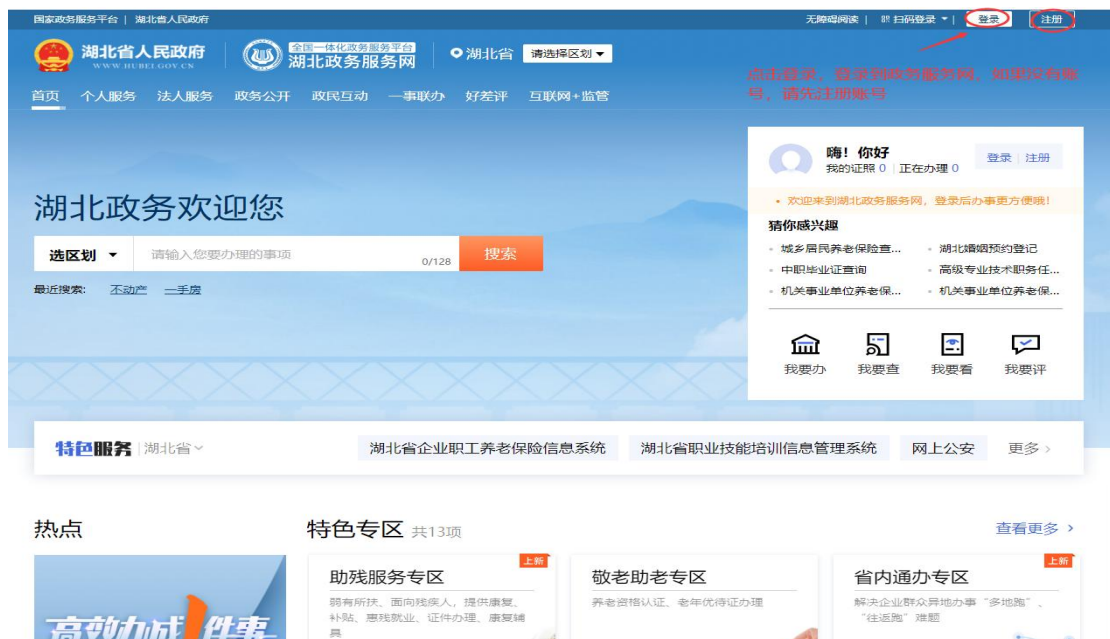 国家政务服务平台 | 湖北省人民政府
无障碍阅读 | 扫码登录 | 登录 注册
湖北省人民政府
WWW.HUBEI.GOV.CN
全国一体化政务服务平台
湖北政务服务网
湖北省 请选择区划
点击登录，登录到政务服务网，如果没有账
号，请先注册账号
首页 个人服务 法人服务 政务公开 政民互动 一事联办 好差评 互联网+监管
嗨！你好
我的证照 0 | 正在办理 0
登录 | 注册
欢迎来到湖北政务服务网，登录后办事更方便哦！
猜你感兴趣
城乡居民养老保险查... 湖北婚姻预约登记
中职毕业证查询 高级专业技术职务任...
机关事业单位养老保... 机关事业单位养老保...
我要办 我要查 我要看 我要评
湖北政务欢迎您
选区划 请输入您要办理的事项 0/128 搜索
最近搜索: 不动产 一手房
特色服务 湖北省 湖北省企业职工养老保险信息系统 湖北省职业技能培训信息管理系统 网上公安 更多
热点
特色专区 共13项 查看更多
高效办成1件事
上新
助残服务专区
弱有所扶、面向残疾人，提供康复、
补贴、惠残就业、证件办理、康复辅
具
敬老助老专区
养老资格认证、老年优待证办理
上新
省内通办专区
解决企业群众异地办事“多地跑”、
“往返跑”难题